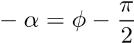 − α = ϕ − π/2